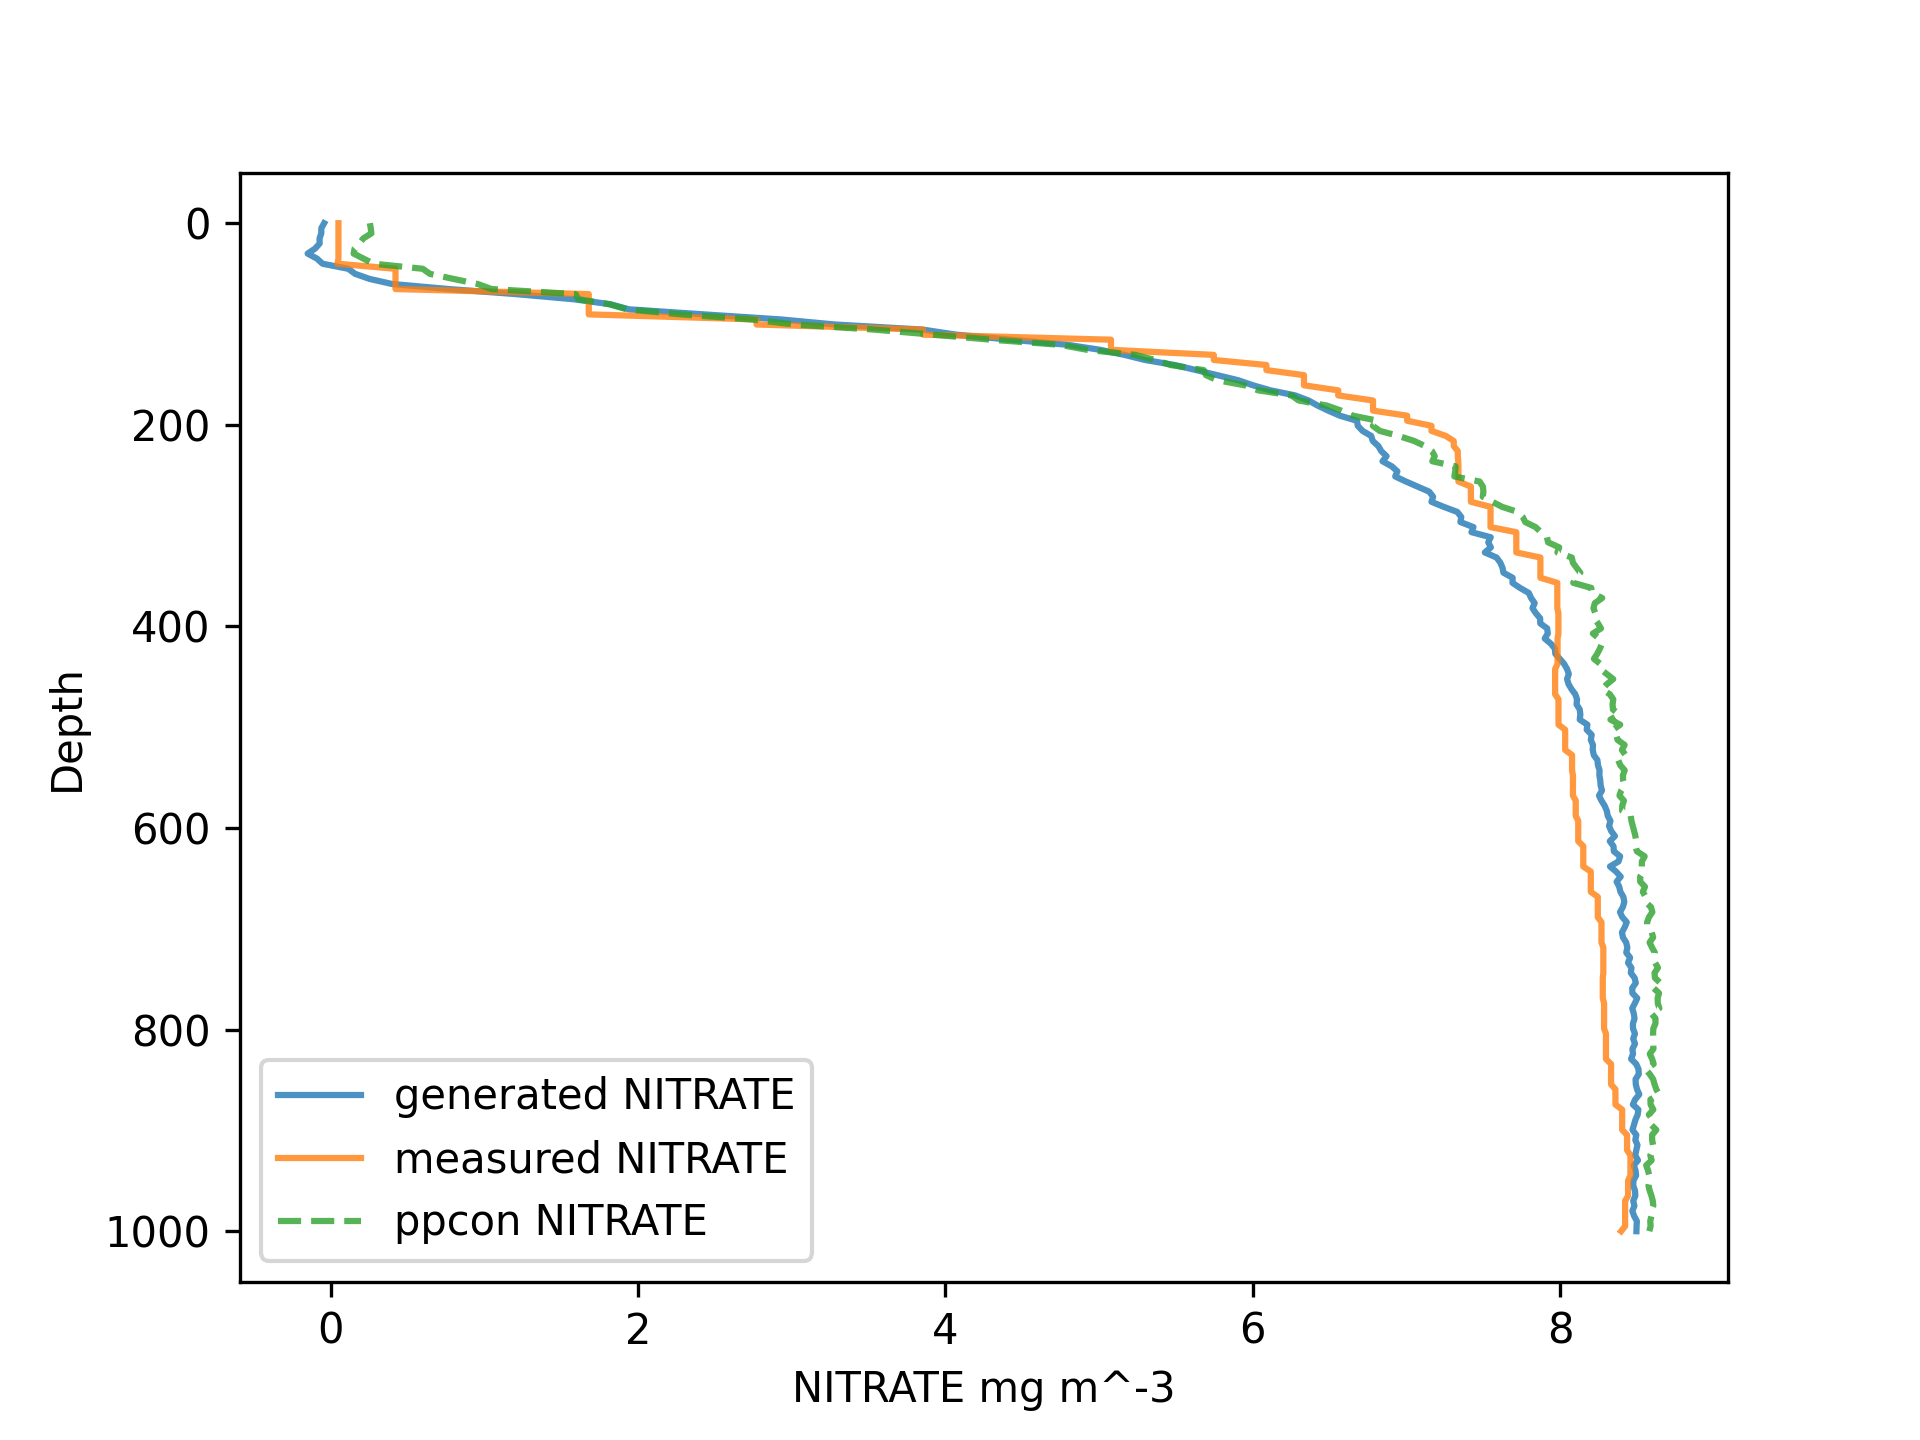 0
200
400
600
800
1000
Depth
generated NITRATE
measured NITRATE
ppcon NITRATE
0 2 4 6 8
NITRATE mg m^-3